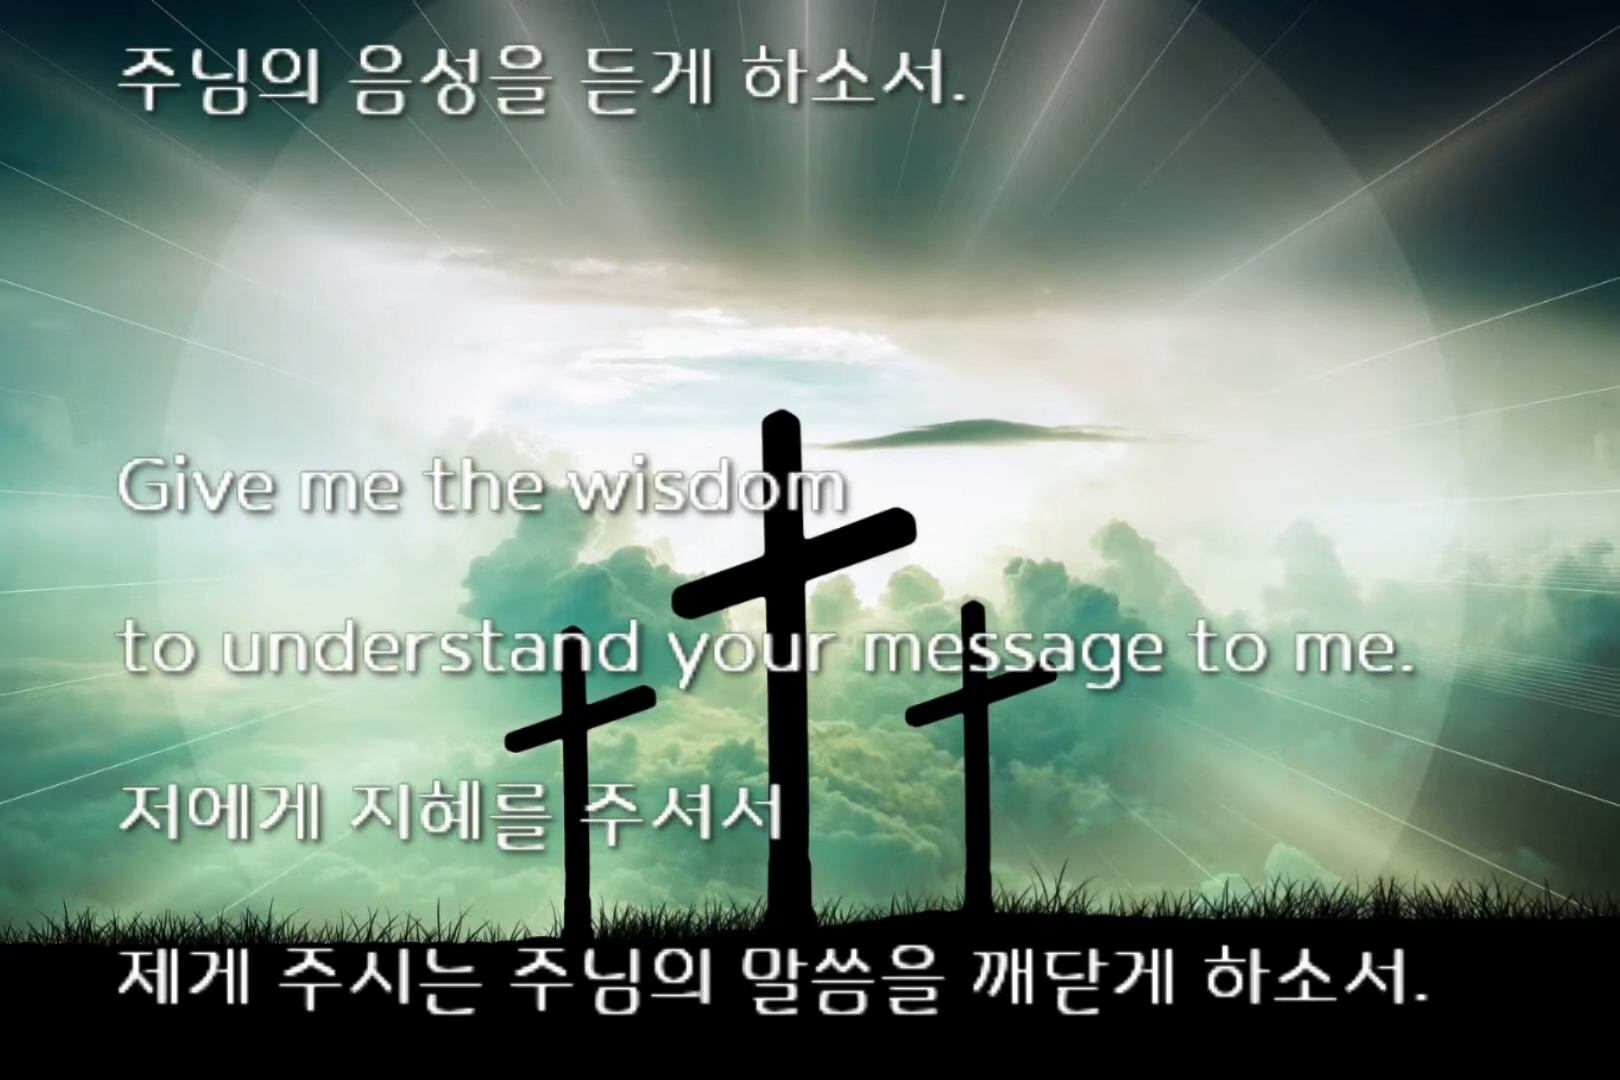 주님의 음성을 듣게 하소서.
Give me the wisdom
to understand your message to me.
저에게 지혜를 주셔서
제게 주시는 주님의 말씀을 깨닫게 하소서.